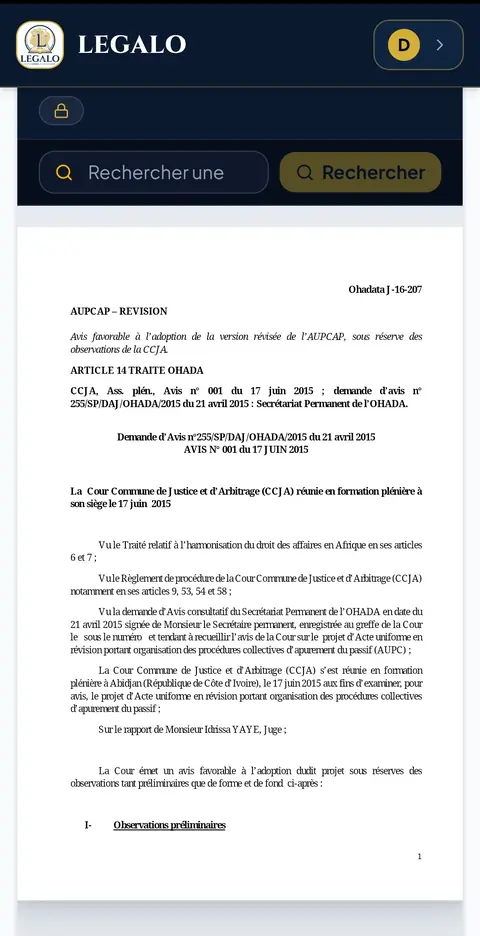 LEGALO
LEGALO
D
Rechercher une
Rechercher
Ohadata J-16-207
AUPCAP – REVISION
Avis favorable à l'adoption de la version révisée de l'AUPCAP, sous réserve des
observations de la CCJA.
ARTICLE 14 TRAITE OHADA
CCJA, Ass. plén., Avis n° 001 du 17 juin 2015 ; demande d'avis n°
255/SP/DAJ/OHADA/2015 du 21 avril 2015 : Secrétariat Permanent de l'OHADA.
Demande d'Avis n°255/SP/DAJ/OHADA/2015 du 21 avril 2015
AVIS N° 001 du 17 JUIN 2015
La Cour Commune de Justice et d'Arbitrage (CCJA) réunie en formation plénière à
son siège le 17 juin 2015
Vu le Traité relatif à l'harmonisation du droit des affaires en Afrique en ses articles
6 et 7 ;
Vu le Règlement de procédure de la Cour Commune de Justice et d'Arbitrage (CCJA)
notamment en ses articles 9, 53, 54 et 58 ;
Vu la demande d'Avis consultatif du Secrétariat Permanent de l'OHADA en date du
21 avril 2015 signée de Monsieur le Secrétaire permanent, enregistrée au greffe de la Cour
le sous le numéro et tendant à recueillir l'avis de la Cour sur le projet d'Acte uniforme en
révision portant organisation des procédures collectives d'apurement du passif (AUPC) ;
La Cour Commune de Justice et d'Arbitrage (CCJA) s'est réunie en formation
plénière à Abidjan (République de Côte d'Ivoire), le 17 juin 2015 aux fins d'examiner, pour
avis, le projet d'Acte uniforme en révision portant organisation des procédures collectives
d'apurement du passif ;
Sur le rapport de Monsieur Idrissa YAYE, Juge ;
La Cour émet un avis favorable à l'adoption dudit projet sous réserves des
observations tant préliminaires que de forme et de fond ci-après :
I- Observations préliminaires
1